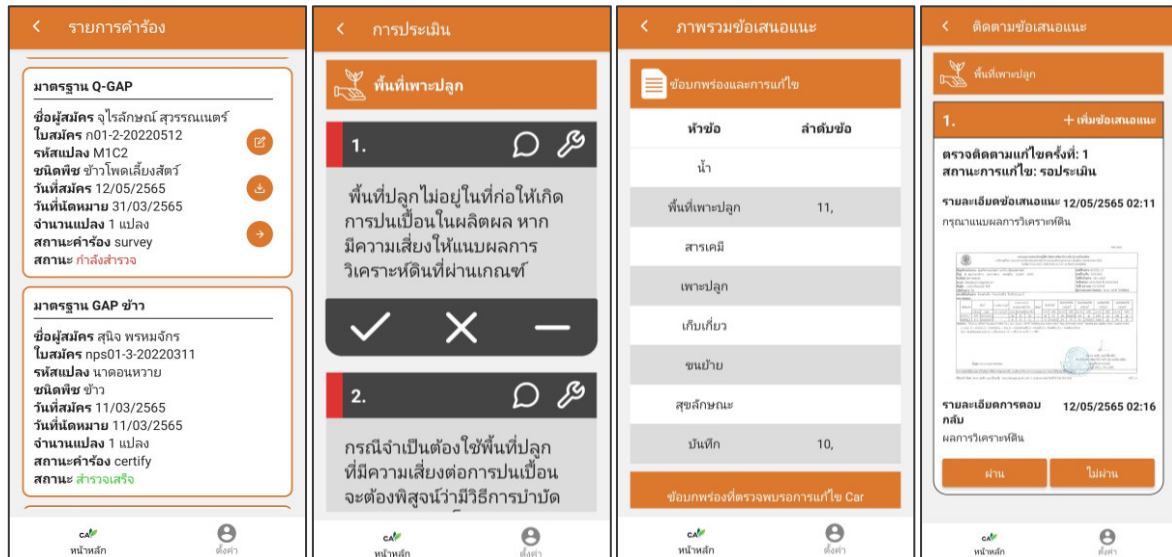 รายการคำร้อง
มาตรฐาน Q-GAP
ชื่อผู้สมัคร จุไรลักษณ์ สุวรรณเนตร์
ใบสมัคร ก01-2-20220512
รหัสแปลง M1C2
ชนิดพืช ข้าวโพดเลี้ยงสัตว์
วันที่สมัคร 12/05/2565
วันที่นัดหมาย 31/03/2565
จำนวนแปลง 1 แปลง
สถานะคำร้อง survey
สถานะ กำลังสำรวจ
มาตรฐาน GAP ข้าว
ชื่อผู้สมัคร สุนิจ พรหมจักร
ใบสมัคร nps01-3-20220311
รหัสแปลง นาดอนหวาย
ชนิดพืช ข้าว
วันที่สมัคร 11/03/2565
วันที่นัดหมาย 11/03/2565
จำนวนแปลง 1 แปลง
สถานะคำร้อง certify
สถานะ สำรวจเสร็จ
CA
หน้าหลัก ตั้งค่า
การประเมิน
พื้นที่เพาะปลูก
1.
พื้นที่ปลูกไม่อยู่ในที่ก่อให้เกิด
การปนเปื้อนในผลิตผล หาก
มีความเสี่ยงให้แนบผลการ
วิเคราะห์ดินที่ผ่านเกณฑ์
2.
กรณีจำเป็นต้องใช้พื้นที่ปลูก
ที่มีความเสี่ยงต่อการปนเปื้อน
จะต้องพิสูจน์ว่ามีวิธีการบำบัด
CA
หน้าหลัก ตั้งค่า
ภาพรวมข้อเสนอแนะ
ข้อบกพร่องและการแก้ไข
หัวข้อ ลำดับข้อ
น้ำ
พื้นที่เพาะปลูก 11,
สารเคมี
เพาะปลูก
เก็บเกี่ยว
ขนย้าย
สุขลักษณะ
บันทึก 10,
ข้อบกพร่องที่ตรวจพบรอการแก้ไข Car
CA
หน้าหลัก ตั้งค่า
ติดตามข้อเสนอแนะ
พื้นที่เพาะปลูก
1. + เพิ่มข้อเสนอแนะ
ตรวจติดตามแก้ไขครั้งที่: 1
สถานะการแก้ไข: รอประเมิน
รายละเอียดข้อเสนอแนะ 12/05/2565 02:11
กรุณาแนบผลการวิเคราะห์ดิน
รายละเอียดการตอบ 12/05/2565 02:16
กลับ
ผลการวิเคราะห์ดิน
ผ่าน ไม่ผ่าน
CA
หน้าหลัก ตั้งค่า